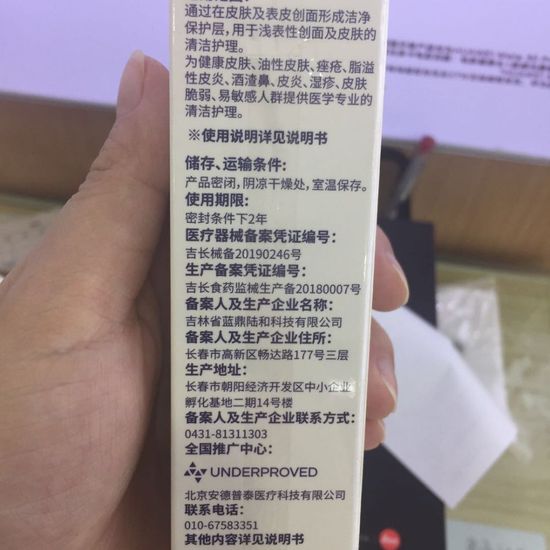 通过在皮肤及表皮创面形成洁净
保护层，用于浅表性创面及皮肤的
清洁护理。
为健康皮肤、油性皮肤、痤疮、脂溢
性皮炎、酒渣鼻、皮炎、湿疹、皮肤
脆弱、易敏感人群提供医学专业的
清洁护理。
※使用说明详见说明书
储存、运输条件：
产品密闭，阴凉干燥处，室温保存。
使用期限：
密封条件下2年
医疗器械备案凭证编号：
吉长械备20190246号
生产备案凭证编号：
吉长食药监械生产备20180007号
备案人及生产企业名称：
吉林省蓝鼎陆和科技有限公司
备案人及生产企业住所：
长春市高新区畅达路177号三层
生产地址：
长春市朝阳经济开发区中小企业
孵化基地二期14号楼
备案人及生产企业联系方式：
0431-81311303
全国推广中心：
UNDERPROVED
北京安德普泰医疗科技有限公司
联系电话：
010-67583351
其他内容详见说明书